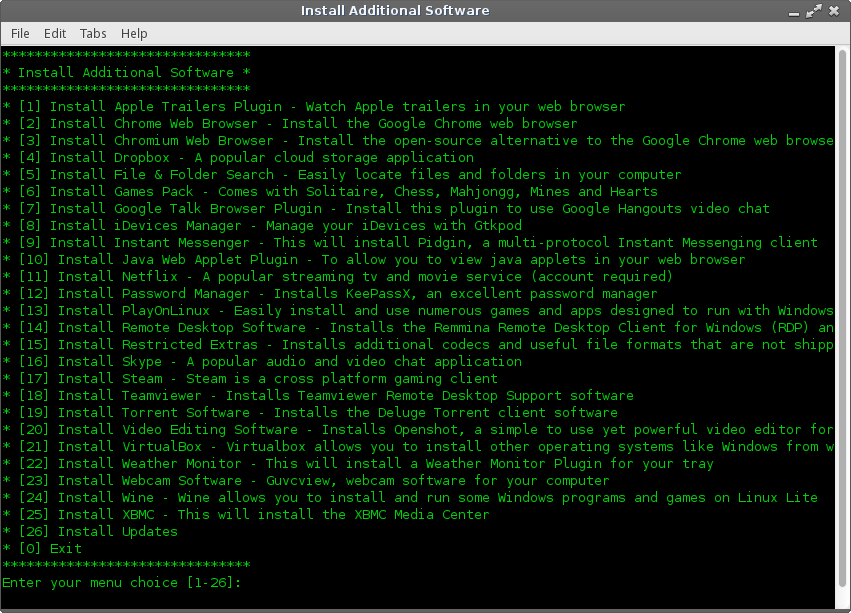 Install Additional Software
File Edit Tabs Help
*******************************
* Install Additional Software *
*******************************
* [1] Install Apple Trailers Plugin - Watch Apple trailers in your web browser
* [2] Install Chrome Web Browser - Install the Google Chrome web browser
* [3] Install Chromium Web Browser - Install the open-source alternative to the Google Chrome web browse
* [4] Install Dropbox - A popular cloud storage application
* [5] Install File & Folder Search - Easily locate files and folders in your computer
* [6] Install Games Pack - Comes with Solitaire, Chess, Mahjongg, Mines and Hearts
* [7] Install Google Talk Browser Plugin - Install this plugin to use Google Hangouts video chat
* [8] Install iDevices Manager - Manage your iDevices with Gtkpod
* [9] Install Instant Messenger - This will install Pidgin, a multi-protocol Instant Messenging client
* [10] Install Java Web Applet Plugin - To allow you to view java applets in your web browser
* [11] Install Netflix - A popular streaming tv and movie service (account required)
* [12] Install Password Manager - Installs KeePassX, an excellent password manager
* [13] Install PlayOnLinux - Easily install and use numerous games and apps designed to run with Windows
* [14] Install Remote Desktop Software - Installs the Remmina Remote Desktop Client for Windows (RDP) an
* [15] Install Restricted Extras - Installs additional codecs and useful file formats that are not shipp
* [16] Install Skype - A popular audio and video chat application
* [17] Install Steam - Steam is a cross platform gaming client
* [18] Install Teamviewer - Installs Teamviewer Remote Desktop Support software
* [19] Install Torrent Software - Installs the Deluge Torrent client software
* [20] Install Video Editing Software - Installs Openshot, a simple to use yet powerful video editor for
* [21] Install VirtualBox - Virtualbox allows you to install other operating systems like Windows from w
* [22] Install Weather Monitor - This will install a Weather Monitor Plugin for your tray
* [23] Install Webcam Software - Guvcview, webcam software for your computer
* [24] Install Wine - Wine allows you to install and run some Windows programs and games on Linux Lite
* [25] Install XBMC - This will install the XBMC Media Center
* [26] Install Updates
* [0] Exit
*******************************
Enter your menu choice [1-26]: